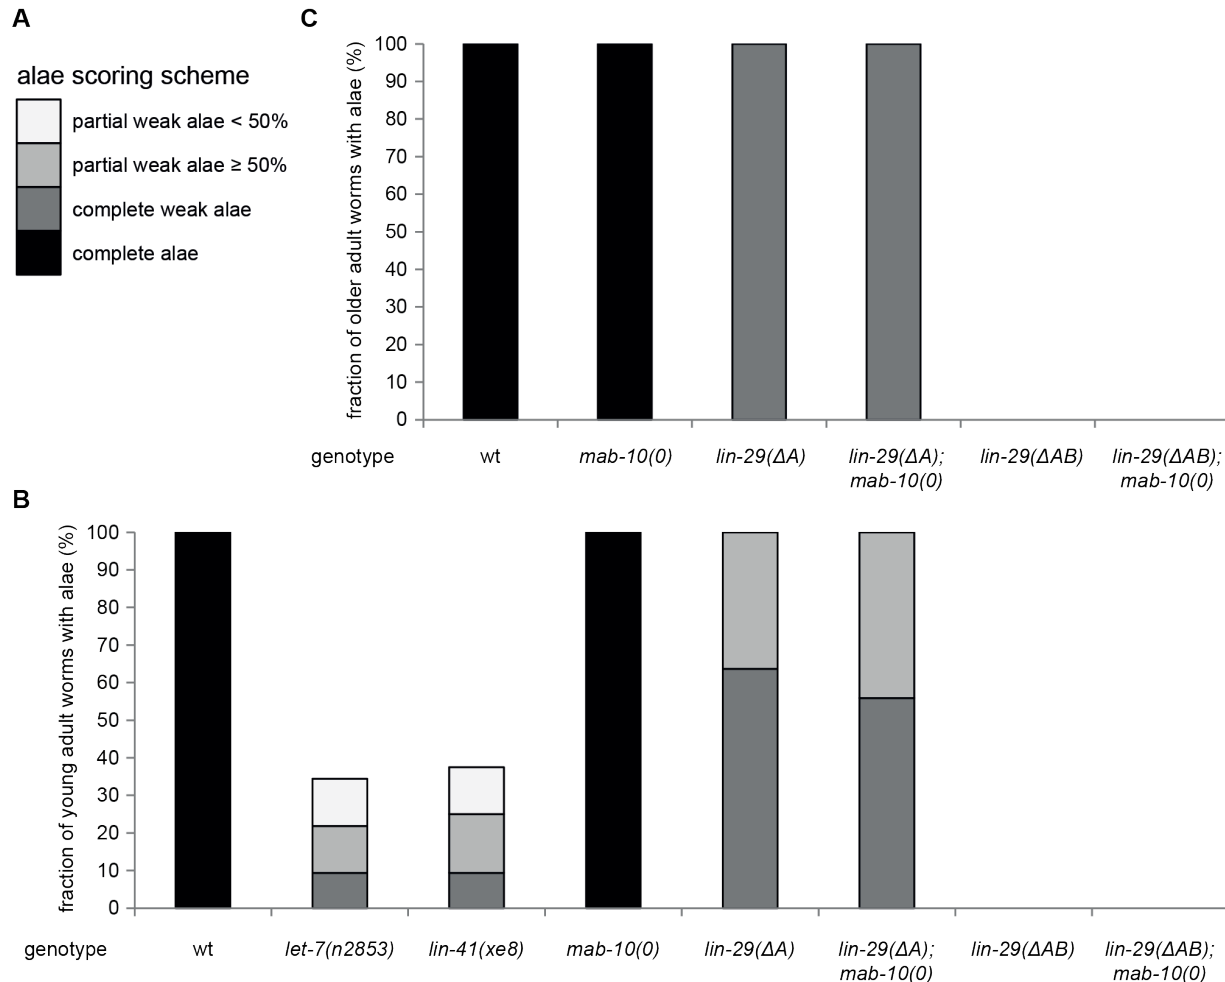 A
alae scoring scheme
partial weak alae < 50%
partial weak alae ≥ 50%
complete weak alae
complete alae
C
fraction of older adult worms with alae (%)
100
90
80
70
60
50
40
30
20
10
0
genotype wt mab-10(0) lin-29(ΔA) lin-29(ΔA); lin-29(ΔAB) lin-29(ΔAB);
mab-10(0) mab-10(0)
B
fraction of young adult worms with alae (%)
100
90
80
70
60
50
40
30
20
10
0
genotype wt let-7(n2853) lin-41(xe8) mab-10(0) lin-29(ΔA) lin-29(ΔA); lin-29(ΔAB) lin-29(ΔAB);
mab-10(0) mab-10(0)